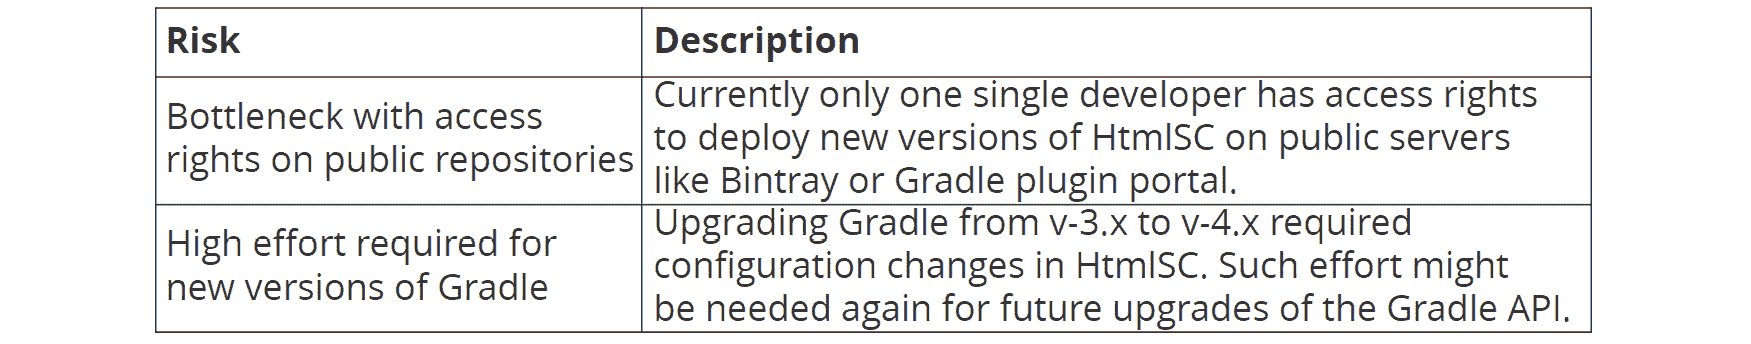 Risk
Description
Bottleneck with access
rights on public repositories
Currently only one single developer has access rights
to deploy new versions of HtmlSC on public servers
like Bintray or Gradle plugin portal.
High effort required for
new versions of Gradle
Upgrading Gradle from v-3.x to v-4.x required
configuration changes in HtmlSC. Such effort might
be needed again for future upgrades of the Gradle API.